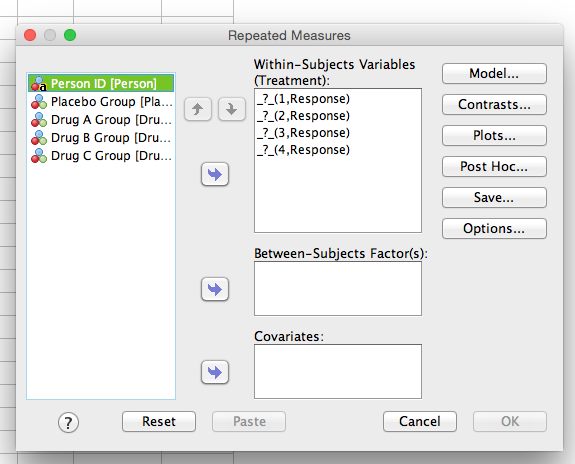 Repeated Measures
Person ID [Person]
Placebo Group [Pla...
Drug A Group [Dru...
Drug B Group [Dru...
Drug C Group [Dru...
Within-Subjects Variables
(Treatment):
_?_(1,Response)
_?_(2,Response)
_?_(3,Response)
_?_(4,Response)
Between-Subjects Factor(s):
Covariates:
Model...
Contrasts...
Plots...
Post Hoc...
Save...
Options...
? Reset Paste Cancel OK